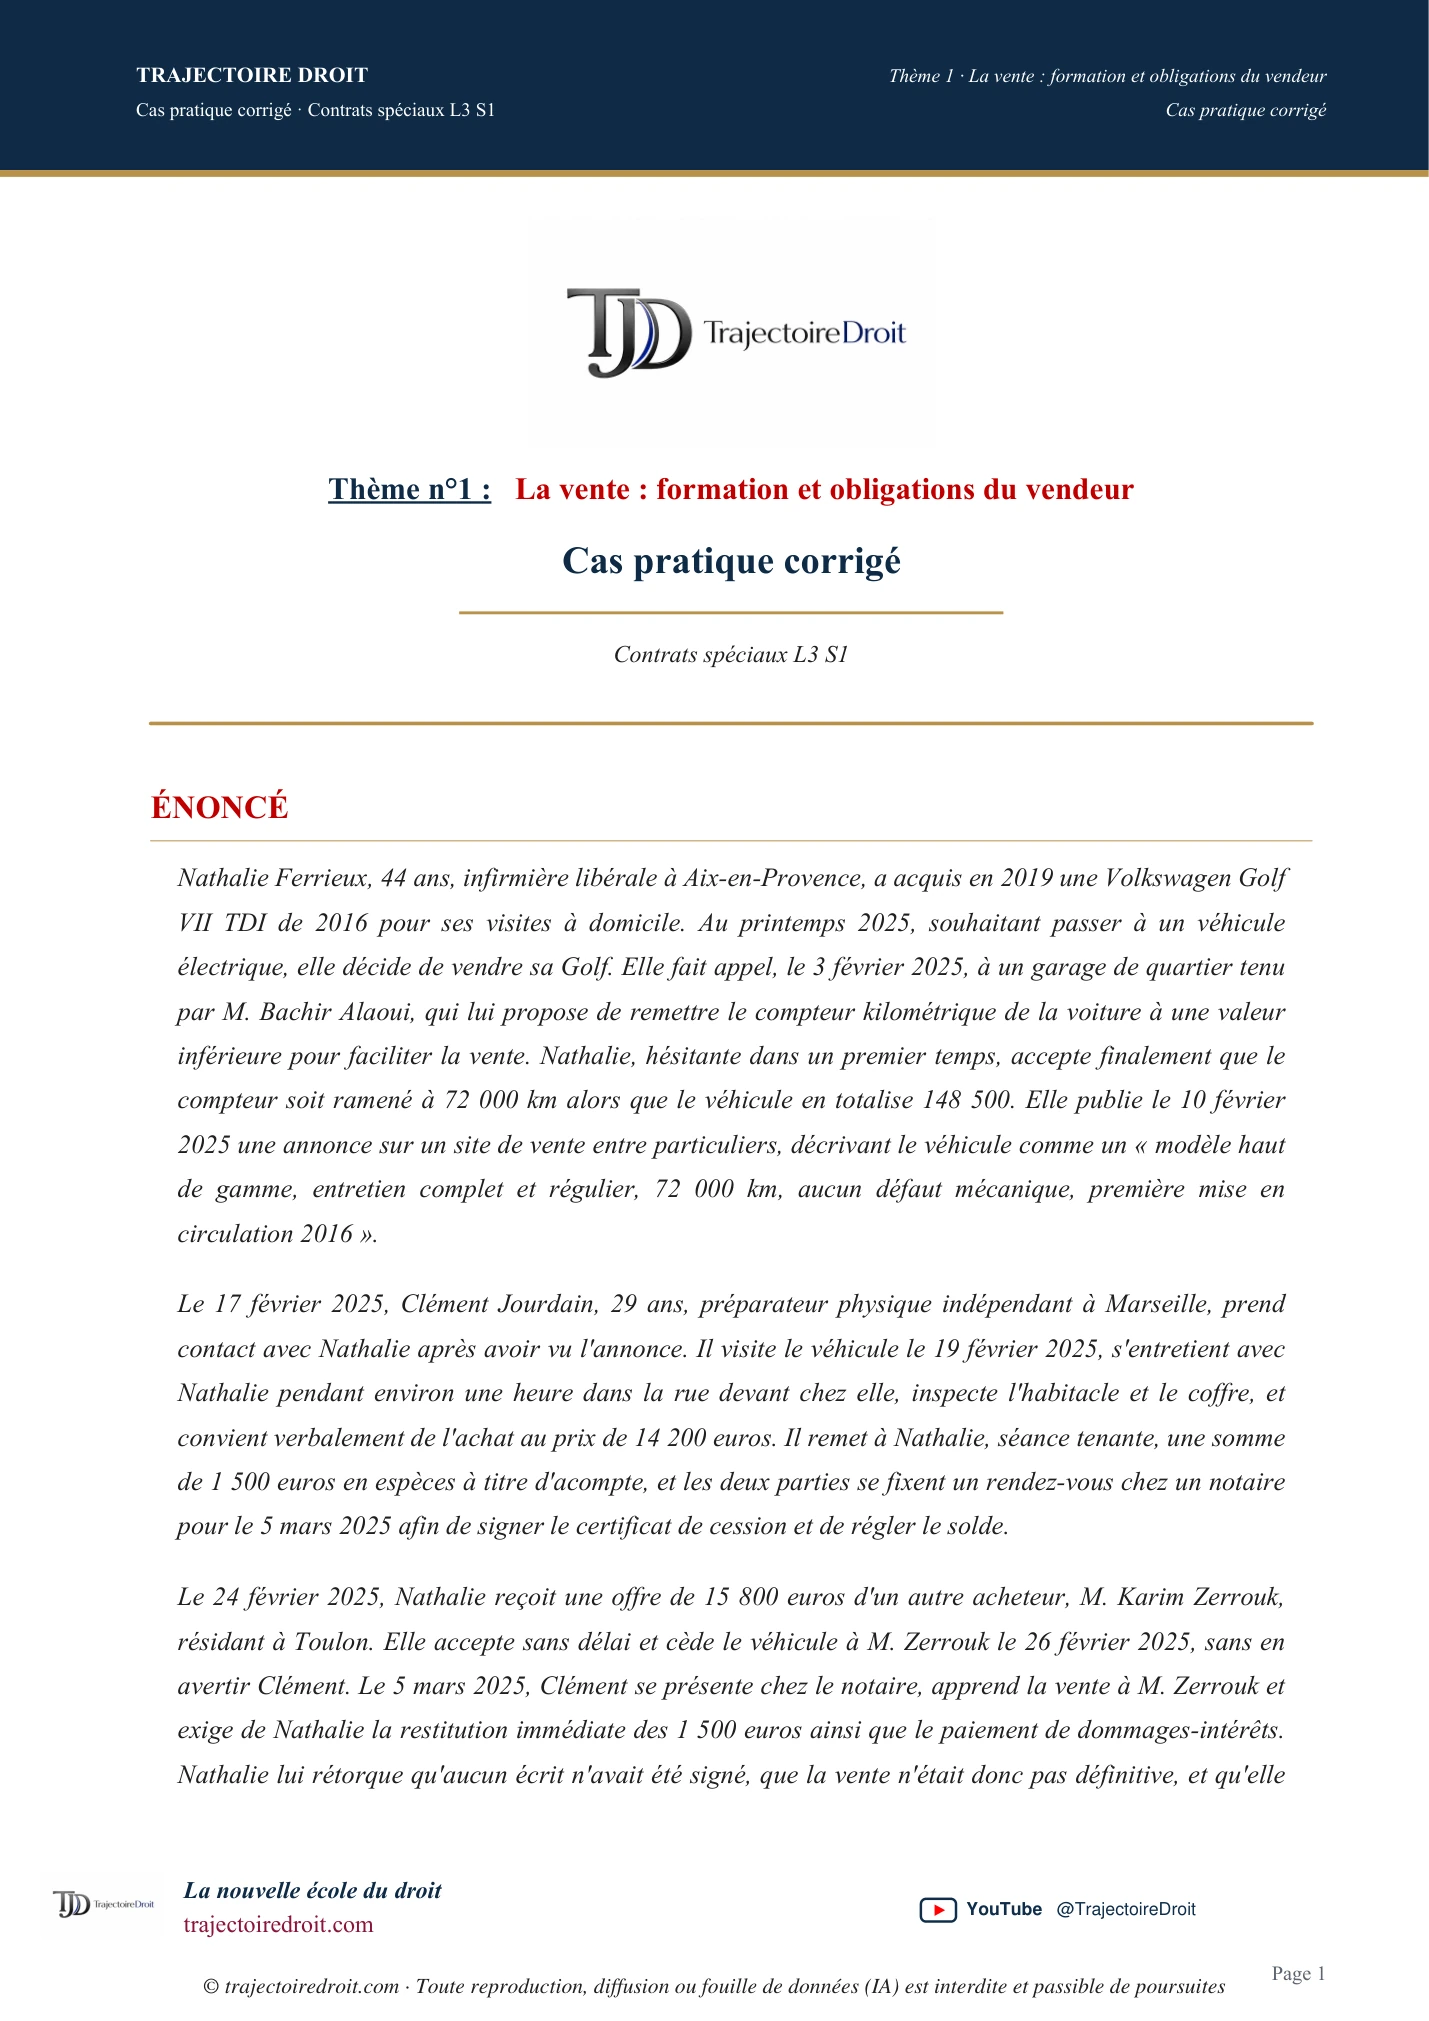 TRAJECTOIRE DROIT
Thème 1 · La vente : formation et obligations du vendeur
Cas pratique corrigé · Contrats spéciaux L3 S1
Cas pratique corrigé
TJD TrajectoireDroit
Thème n°1 : La vente : formation et obligations du vendeur
Cas pratique corrigé
Contrats spéciaux L3 S1
ÉNONCÉ
Nathalie Ferrieux, 44 ans, infirmière libérale à Aix-en-Provence, a acquis en 2019 une Volkswagen Golf
VII TDI de 2016 pour ses visites à domicile. Au printemps 2025, souhaitant passer à un véhicule
électrique, elle décide de vendre sa Golf. Elle fait appel, le 3 février 2025, à un garage de quartier tenu
par M. Bachir Alaoui, qui lui propose de remettre le compteur kilométrique de la voiture à une valeur
inférieure pour faciliter la vente. Nathalie, hésitante dans un premier temps, accepte finalement que le
compteur soit ramené à 72 000 km alors que le véhicule en totalise 148 500. Elle publie le 10 février
2025 une annonce sur un site de vente entre particuliers, décrivant le véhicule comme un « modèle haut
de gamme, entretien complet et régulier, 72 000 km, aucun défaut mécanique, première mise en
circulation 2016 ».
Le 17 février 2025, Clément Jourdain, 29 ans, préparateur physique indépendant à Marseille, prend
contact avec Nathalie après avoir vu l'annonce. Il visite le véhicule le 19 février 2025, s'entretient avec
Nathalie pendant environ une heure dans la rue devant chez elle, inspecte l'habitacle et le coffre, et
convient verbalement de l'achat au prix de 14 200 euros. Il remet à Nathalie, séance tenante, une somme
de 1 500 euros en espèces à titre d'acompte, et les deux parties se fixent un rendez-vous chez un notaire
pour le 5 mars 2025 afin de signer le certificat de cession et de régler le solde.
Le 24 février 2025, Nathalie reçoit une offre de 15 800 euros d'un autre acheteur, M. Karim Zerrouk,
résidant à Toulon. Elle accepte sans délai et cède le véhicule à M. Zerrouk le 26 février 2025, sans en
avertir Clément. Le 5 mars 2025, Clément se présente chez le notaire, apprend la vente à M. Zerrouk et
exige de Nathalie la restitution immédiate des 1 500 euros ainsi que le paiement de dommages-intérêts.
Nathalie lui rétorque qu'aucun écrit n'avait été signé, que la vente n'était donc pas définitive, et qu'elle
TJD TrajectoireDroit
La nouvelle école du droit
trajectoiredroit.com
YouTube @TrajectoireDroit
© trajectoiredroit.com · Toute reproduction, diffusion ou fouille de données (IA) est interdite et passible de poursuites
Page 1